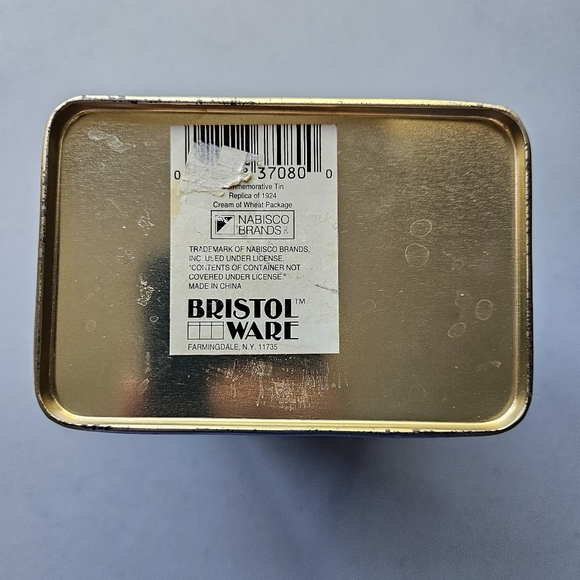 0 37080 0
Commemorative Tin
Replica of 1924
Cream of Wheat Package
NABISCO
BRANDS
TRADEMARK OF NABISCO BRANDS,
INC. USED UNDER LICENSE.
"CONTENTS OF CONTAINER NOT
COVERED UNDER LICENSE."
MADE IN CHINA
BRISTOL™
WARE
FARMINGDALE, N.Y. 11735